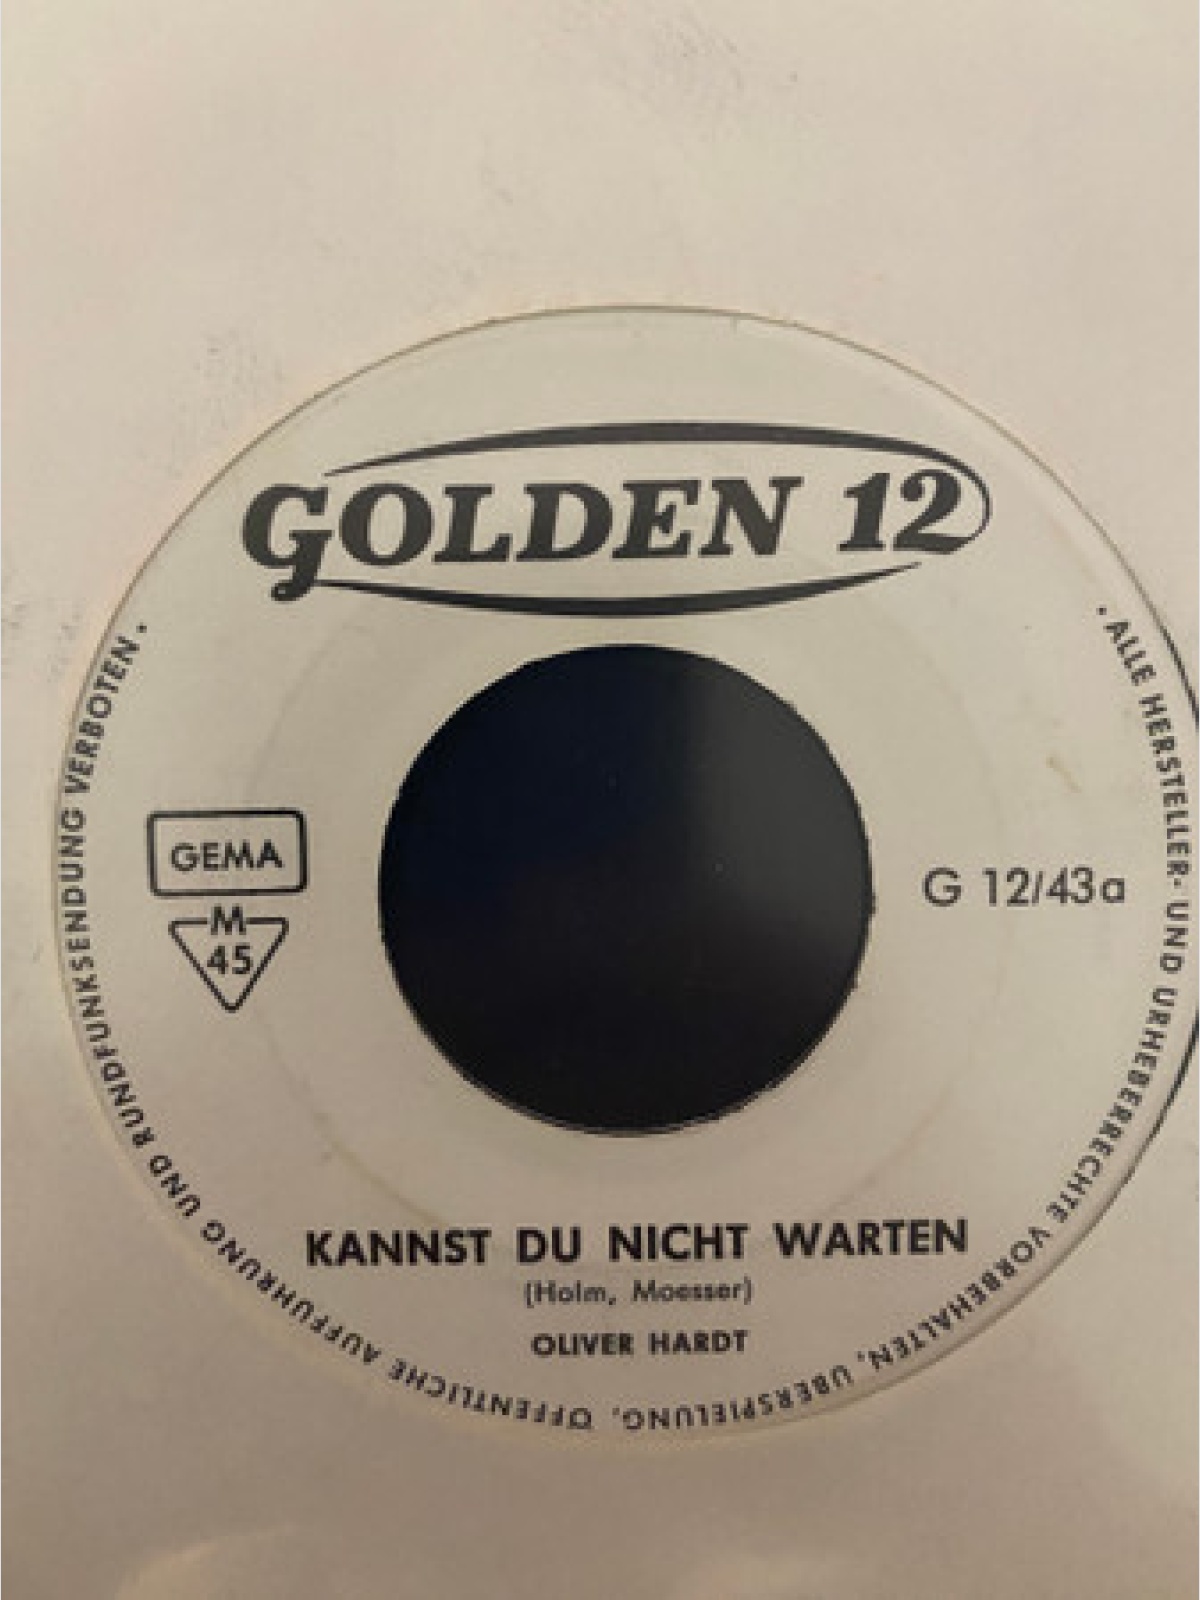 GOLDEN 12
GEMA
M
45
G 12/43a
KANNST DU NICHT WARTEN
(Holm, Moesser)
OLIVER HARDT
· ALLE HERSTELLER- UND URHEBERRECHTE VORBEHALTEN, ÜBERSPIELUNG, ÖFFENTLICHE AUFFÜHRUNG UND RUNDFUNKSENDUNG VERBOTEN ·